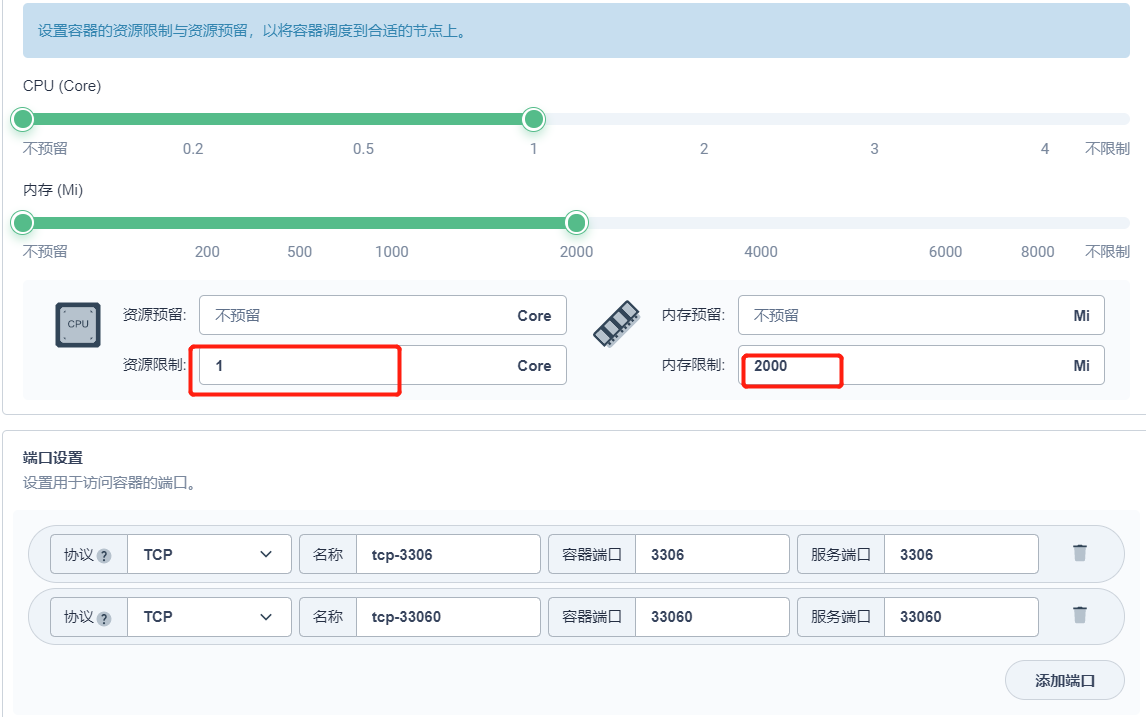 设置容器的资源限制与资源预留，以将容器调度到合适的节点上。
CPU (Core)
不预留 0.2 0.5 1 2 3 4 不限制
内存 (Mi)
不预留 200 500 1000 2000 4000 6000 8000 不限制
CPU 资源预留: 不预留 Core 内存预留: 不预留 Mi
资源限制: 1 Core 内存限制: 2000 Mi
端口设置
设置用于访问容器的端口。
协议 ? TCP 名称 tcp-3306 容器端口 3306 服务端口 3306
协议 ? TCP 名称 tcp-33060 容器端口 33060 服务端口 33060
添加端口